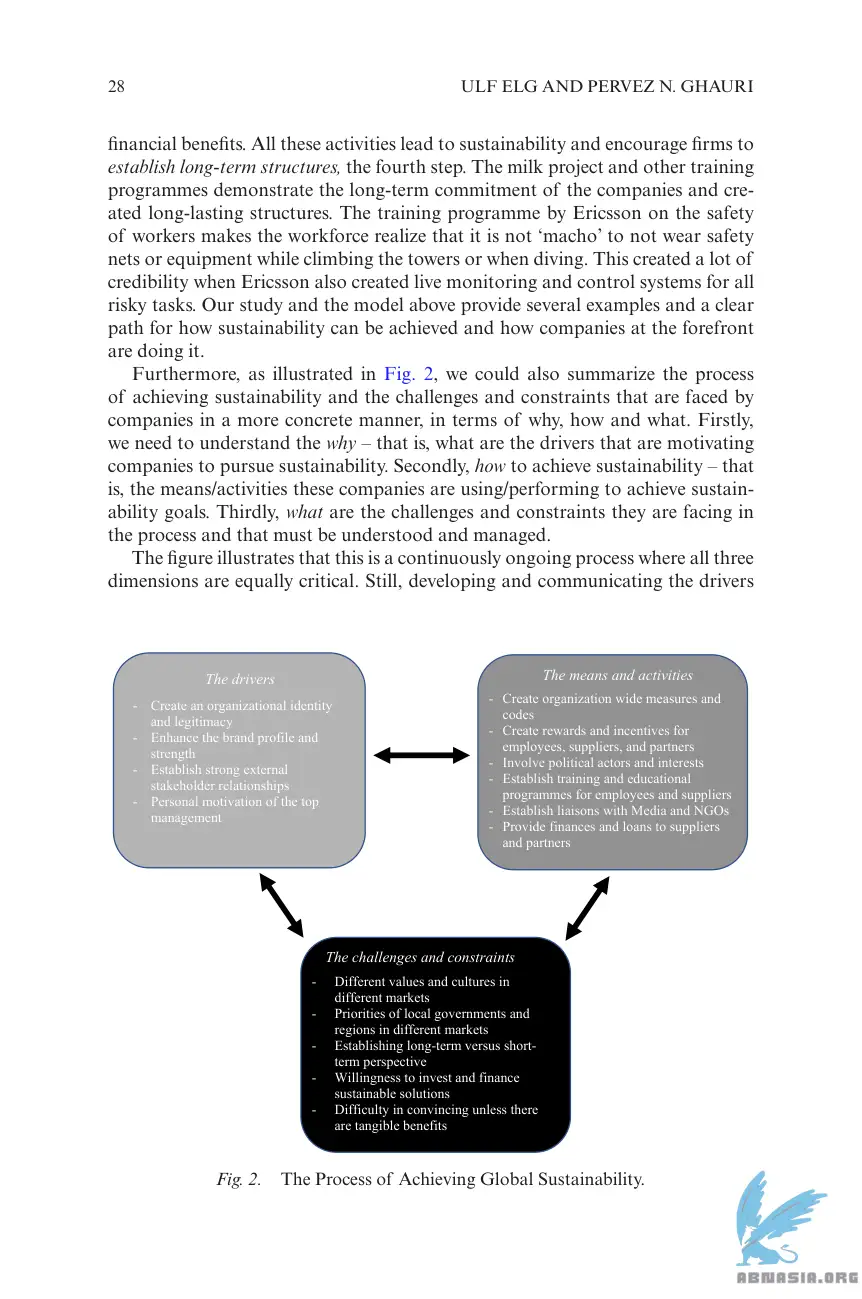 28
ULF ELG AND PERVEZ N. GHAURI
financial benefits. All these activities lead to sustainability and encourage firms to
establish long-term structures, the fourth step. The milk project and other training
programmes demonstrate the long-term commitment of the companies and cre-
ated long-lasting structures. The training programme by Ericsson on the safety
of workers makes the workforce realize that it is not ‘macho’ to not wear safety
nets or equipment while climbing the towers or when diving. This created a lot of
credibility when Ericsson also created live monitoring and control systems for all
risky tasks. Our study and the model above provide several examples and a clear
path for how sustainability can be achieved and how companies at the forefront
are doing it.
Furthermore, as illustrated in Fig. 2, we could also summarize the process
of achieving sustainability and the challenges and constraints that are faced by
companies in a more concrete manner, in terms of why, how and what. Firstly,
we need to understand the why – that is, what are the drivers that are motivating
companies to pursue sustainability. Secondly, how to achieve sustainability – that
is, the means/activities these companies are using/performing to achieve sustain-
ability goals. Thirdly, what are the challenges and constraints they are facing in
the process and that must be understood and managed.
The figure illustrates that this is a continuously ongoing process where all three
dimensions are equally critical. Still, developing and communicating the drivers
The drivers
- Create an organizational identity
and legitimacy
- Enhance the brand profile and
strength
- Establish strong external
stakeholder relationships
- Personal motivation of the top
management
The means and activities
- Create organization wide measures and
codes
- Create rewards and incentives for
employees, suppliers, and partners
- Involve political actors and interests
- Establish training and educational
programmes for employees and suppliers
- Establish liaisons with Media and NGOs
- Provide finances and loans to suppliers
and partners
The challenges and constraints
- Different values and cultures in
different markets
- Priorities of local governments and
regions in different markets
- Establishing long-term versus short-
term perspective
- Willingness to invest and finance
sustainable solutions
- Difficulty in convincing unless there
are tangible benefits
Fig. 2. The Process of Achieving Global Sustainability.
ABNASIA.ORG